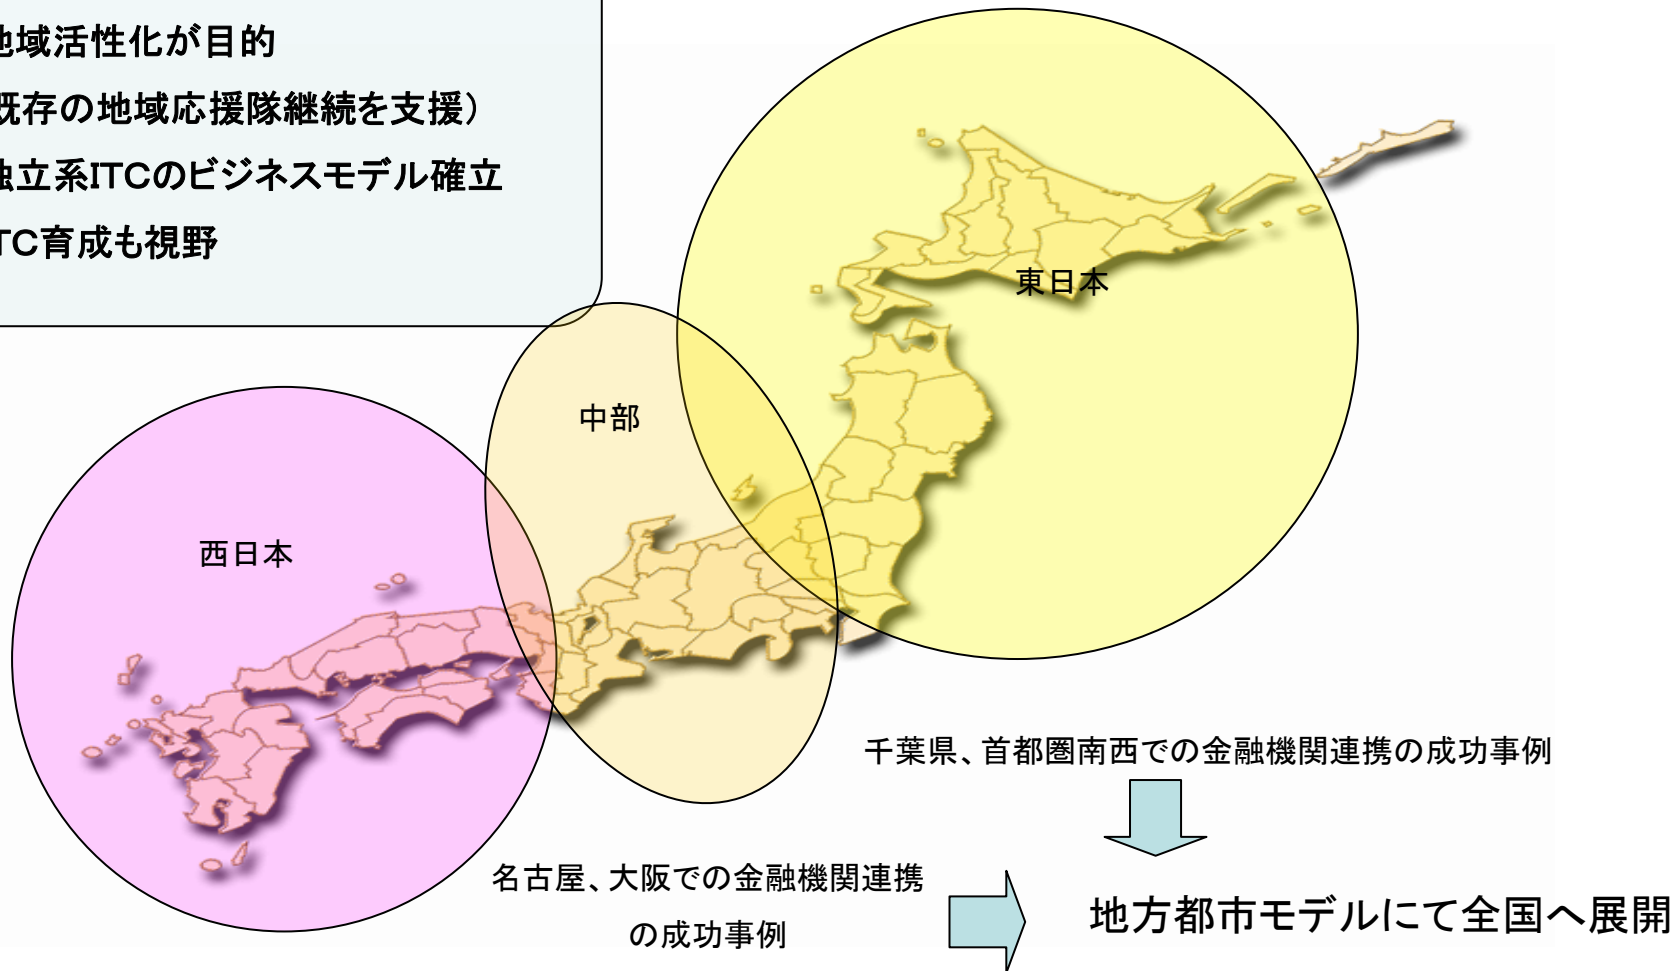 地域活性化が目的
既存の地域応援隊継続を支援）
独立系ITCのビジネスモデル確立
TC育成も視野
東日本
中部
西日本
千葉県、首都圏南西での金融機関連携の成功事例
名古屋、大阪での金融機関連携
の成功事例
地方都市モデルにて全国へ展開